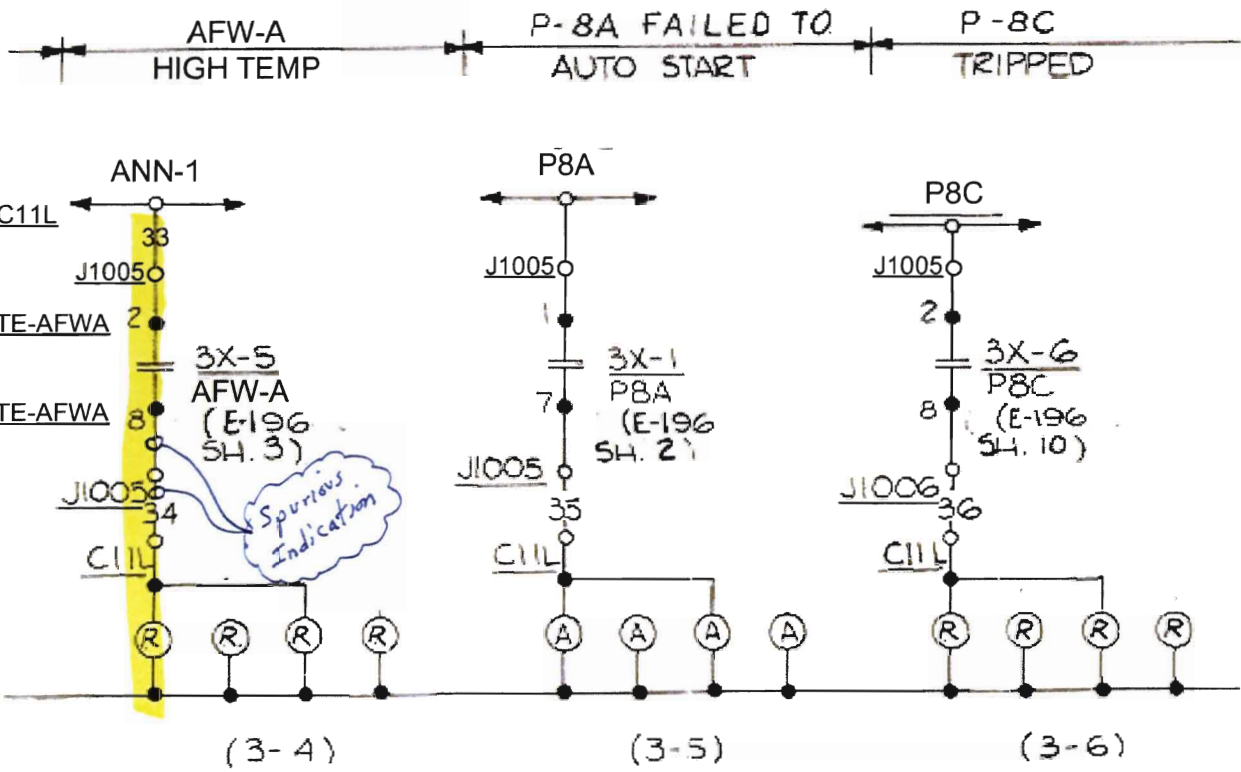 AFW-A
HIGH TEMP
P-8A FAILED TO
AUTO START
P-8C
TRIPPED
ANN-1
C11L
33
J1005
TE-AFWA
2
3X-5
AFW-A
(E-196
SH. 3)
TE-AFWA
8
J1005
34
Spurious
Indication
C11L
R R R R
(3-4)
P8A
J1005
1
3X-1
P8A
(E-196
SH. 2)
7
J1005
35
C11L
A A A A
(3-5)
P8C
J1005
2
3X-6
P8C
(E-196
SH. 10)
8
J1006
36
C11L
R R R R
(3-6)